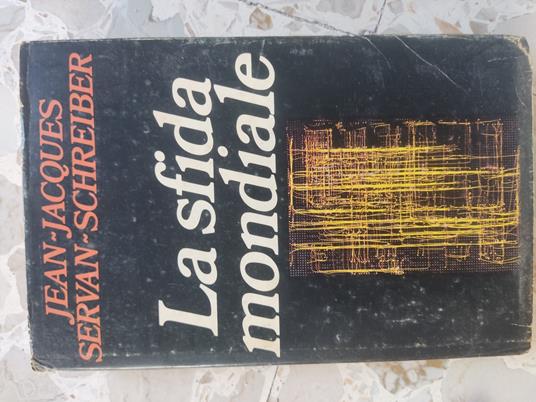 JEAN-JACQUES
SERVAN-SCHREIBER
La sfida
mondiale